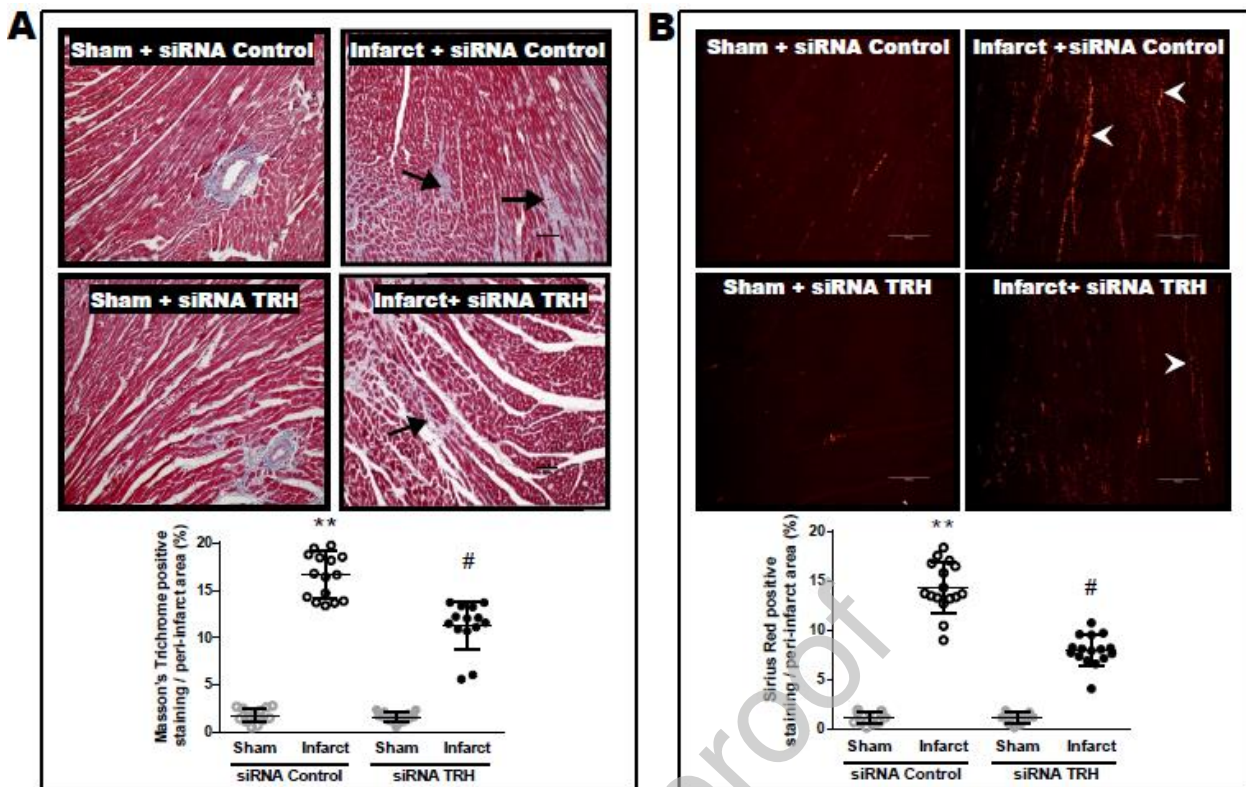 A
Sham + siRNA Control
Infarct + siRNA Control
Sham + siRNA TRH
Infarct+ siRNA TRH
Masson's Trichrome positive
staining / peri-infarct area (%)
20
15
10
5
0
**
#
Sham
Infarct
Sham
Infarct
siRNA Control
siRNA TRH
B
Sham + siRNA Control
Infarct +siRNA Control
Sham + siRNA TRH
Infarct+ siRNA TRH
Sirius Red positive
staining / peri-infarct area (%)
20
15
10
5
0
**
#
Sham
Infarct
Sham
Infarct
siRNA Control
siRNA TRH
proof